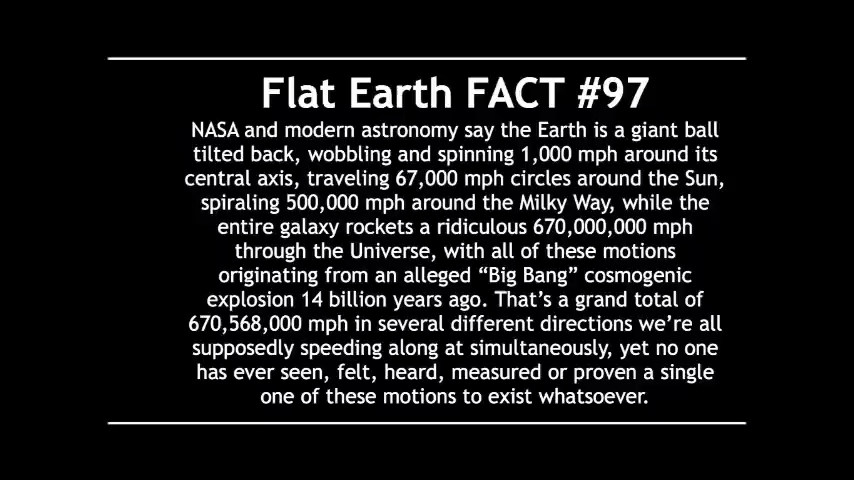 Flat Earth FACT #97
NASA and modern astronomy say the Earth is a giant ball
tilted back, wobbling and spinning 1,000 mph around its
central axis, traveling 67,000 mph circles around the Sun,
spiraling 500,000 mph around the Milky Way, while the
entire galaxy rockets a ridiculous 670,000,000 mph
through the Universe, with all of these motions
originating from an alleged “Big Bang” cosmogenic
explosion 14 billion years ago. That’s a grand total of
670,568,000 mph in several different directions we’re all
supposedly speeding along at simultaneously, yet no one
has ever seen, felt, heard, measured or proven a single
one of these motions to exist whatsoever.